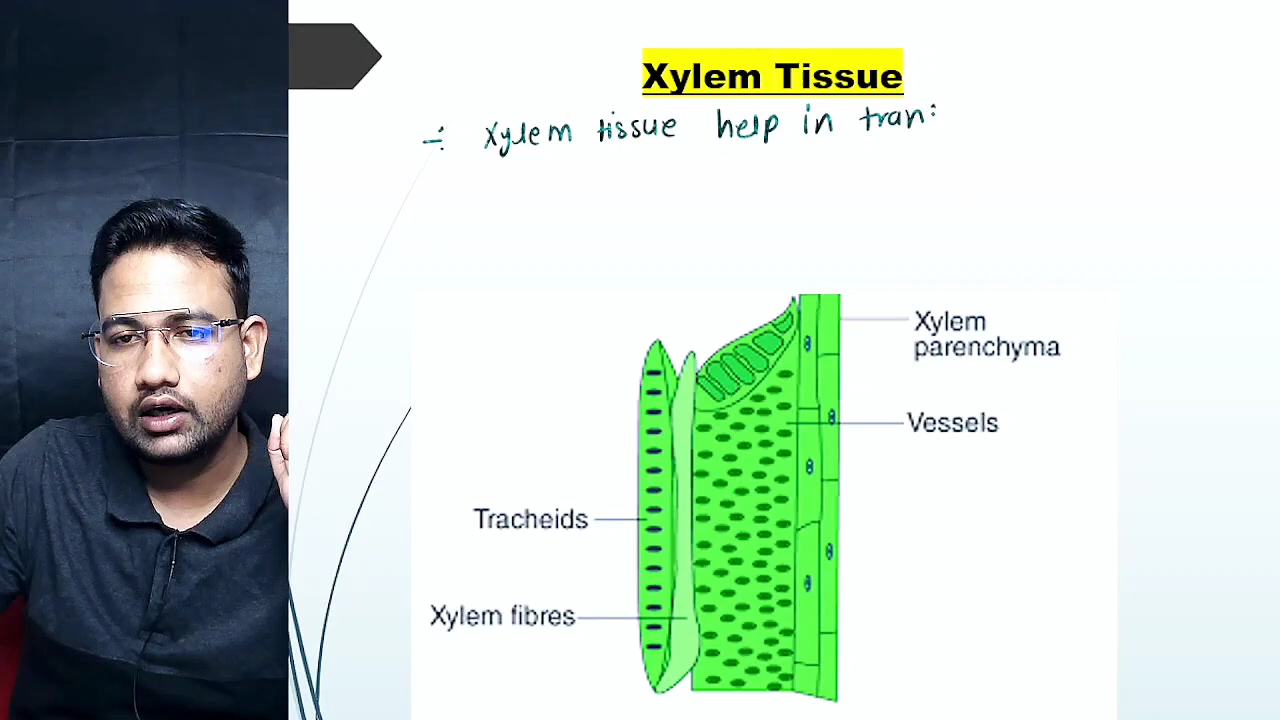 Xylem Tissue
÷ Xylem tissue help in tran:
Xylem
parenchyma
Vessels
Tracheids
Xylem fibres